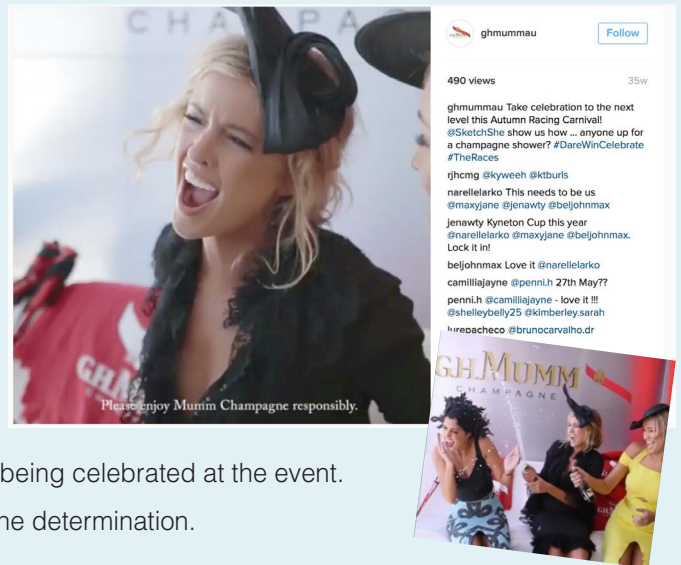 CHAMPA
ghmummau
Follow
490 views
35w
ghmummau Take celebration to the next
level this Autumn Racing Carnival!
@SketchShe show us how ... anyone up for
a champagne shower? #DareWinCelebrate
#TheRaces
rjhcmg @kyweeh @ktburls
narellelarko This needs to be us
@maxyjane @jenawty @beljohnmax
jenawty Kyneton Cup this year
@narellelarko @maxyjane @beljohnmax.
Lock it in!
beljohnmax Love it @narellelarko
camilliajayne @penni.h 27th May??
penni.h @camilliajayne - love it !!!
@shelleybelly25 @kimberley.sarah
lurepacheco @brunocarvalho.dr
Please enjoy Mumm Champagne responsibly.
G.H.MUMM
CHAMPAGNE
being celebrated at the event.
ne determination.